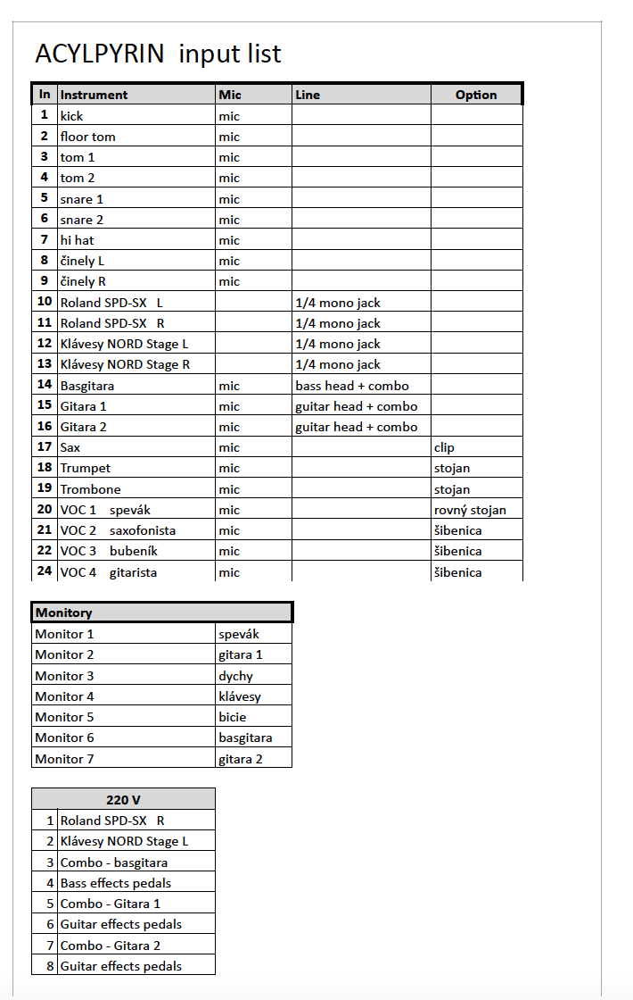 ACYLPYRIN input list
In Instrument Mic Line Option
1 kick mic
2 floor tom mic
3 tom 1 mic
4 tom 2 mic
5 snare 1 mic
6 snare 2 mic
7 hi hat mic
8 činely L mic
9 činely R mic
10 Roland SPD-SX L 1/4 mono jack
11 Roland SPD-SX R 1/4 mono jack
12 Klávesy NORD Stage L 1/4 mono jack
13 Klávesy NORD Stage R 1/4 mono jack
14 Basgitara mic bass head + combo
15 Gitara 1 mic guitar head + combo
16 Gitara 2 mic guitar head + combo
17 Sax mic clip
18 Trumpet mic stojan
19 Trombone mic stojan
20 VOC 1 spevák mic rovný stojan
21 VOC 2 saxofonista mic šibenica
22 VOC 3 bubeník mic šibenica
24 VOC 4 gitarista mic šibenica
Monitory
Monitor 1 spevák
Monitor 2 gitara 1
Monitor 3 dychy
Monitor 4 klávesy
Monitor 5 bicie
Monitor 6 basgitara
Monitor 7 gitara 2
220 V
1 Roland SPD-SX R
2 Klávesy NORD Stage L
3 Combo - basgitara
4 Bass effects pedals
5 Combo - Gitara 1
6 Guitar effects pedals
7 Combo - Gitara 2
8 Guitar effects pedals